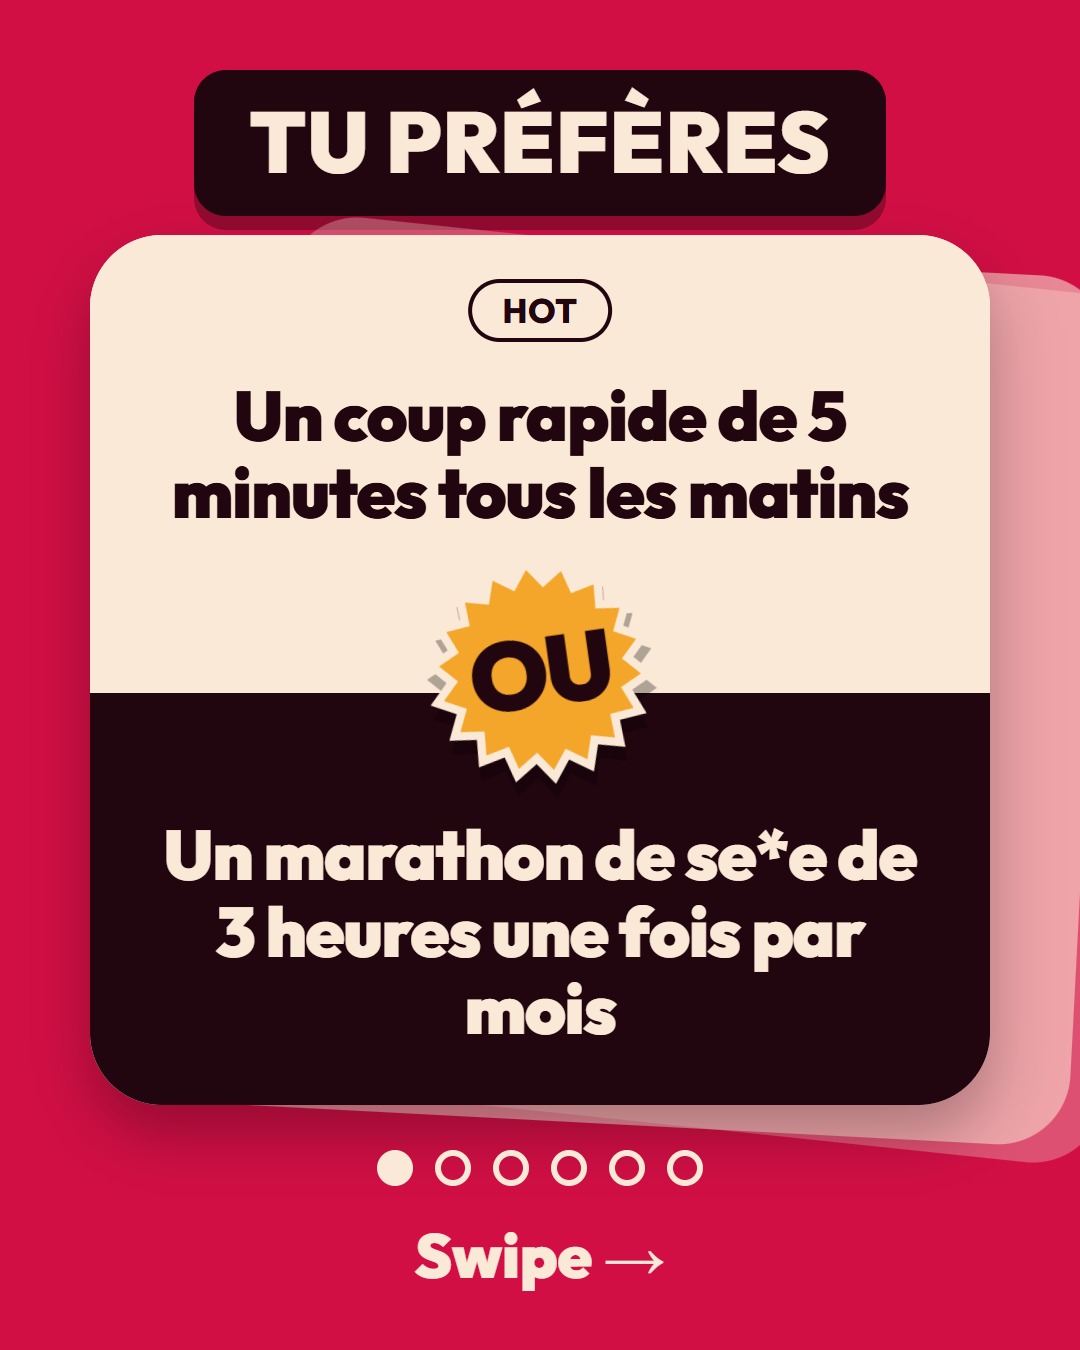 TU PRÉFÈRES
HOT
Un coup rapide de 5
minutes tous les matins
OU
Un marathon de se*e de
3 heures une fois par
mois
Swipe →